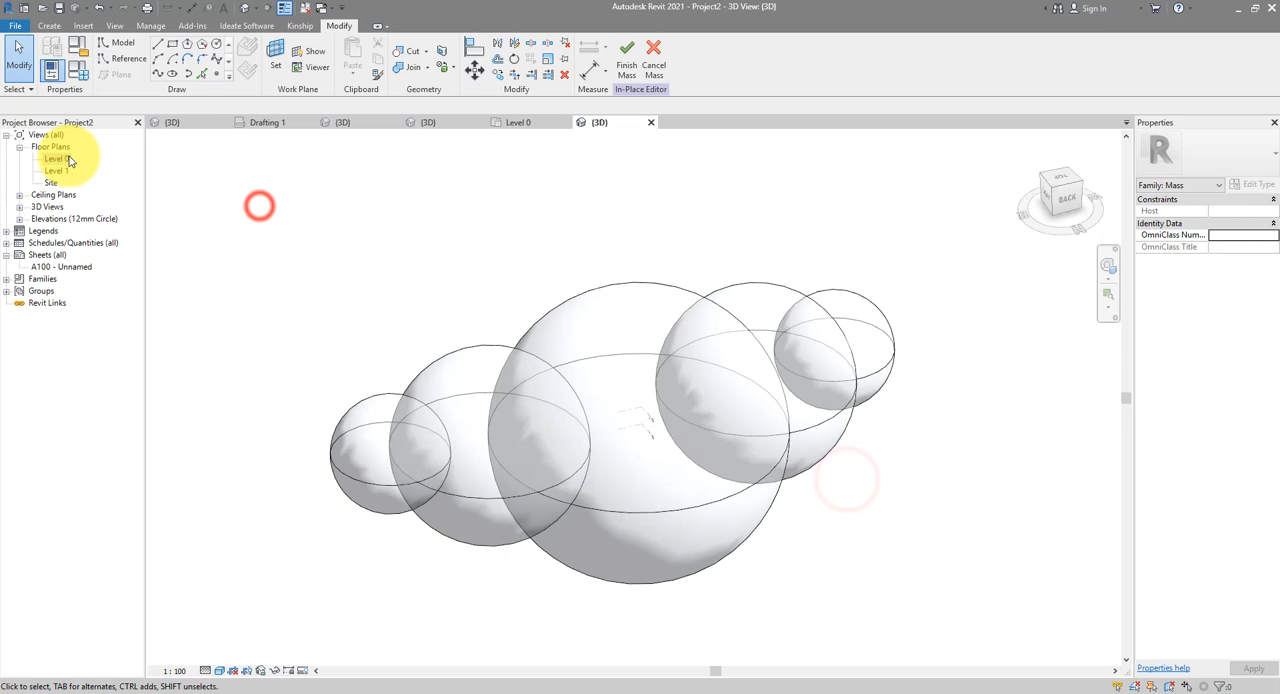 Autodesk Revit 2021 - Project2 - 3D View: {3D}
Sign In
File Create Insert View Manage Add-Ins Ideate Software Kinship Modify
Modify
Model
Reference
Plane
Set
Show
Viewer
Paste
Cut
Join
Finish Mass
Cancel Mass
Select Properties Draw Work Plane Clipboard Geometry Modify Measure In-Place Editor
Project Browser - Project2
{3D} Drafting 1 {3D} {3D} Level 0 {3D}
Properties
Views (all)
Floor Plans
Level 0
Level 1
Site
Ceiling Plans
3D Views
Elevations (12mm Circle)
Legends
Schedules/Quantities (all)
Sheets (all)
A100 - Unnamed
Families
Groups
Revit Links
TOP
BACK
Family: Mass
Edit Type
Constraints
Host
Identity Data
OmniClass Num...
OmniClass Title
1 : 100
Properties help
Apply
Click to select, TAB for alternates, CTRL adds, SHIFT unselects.
:0